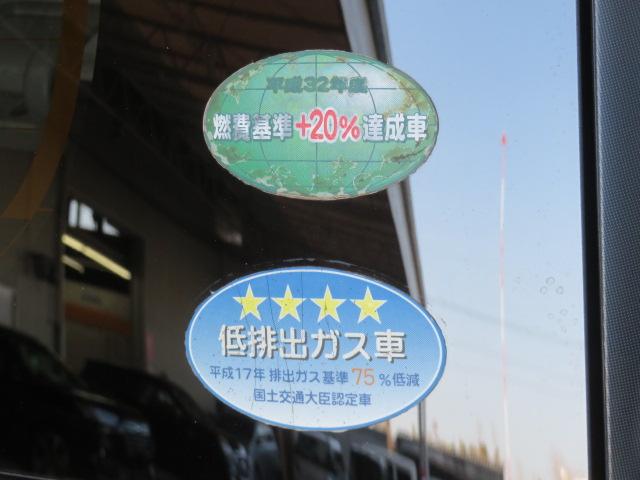 平成32年度
燃費基準+20%達成車
低排出ガス車
平成17年 排出ガス基準 75 %低減
国土交通大臣認定車